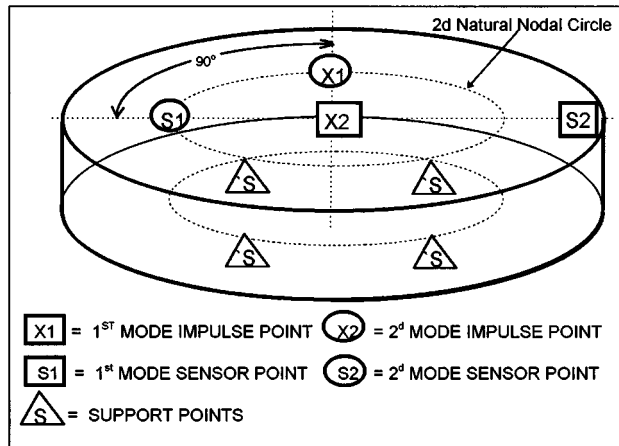 2d Natural Nodal Circle
90°
X1
S1
X2
S2
S
S
S
S
X1 = 1ST MODE IMPULSE POINT X2 = 2d MODE IMPULSE POINT
S1 = 1st MODE SENSOR POINT S2 = 2d MODE SENSOR POINT
S = SUPPORT POINTS